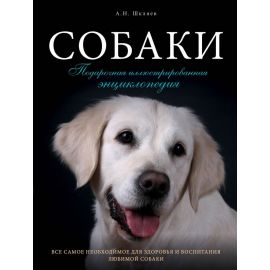 А.Н. Шкляев
СОБАКИ
Подарочная иллюстрированная
энциклопедия
ВСЕ САМОЕ НЕОБХОДИМОЕ ДЛЯ ЗДОРОВЬЯ И ВОСПИТАНИЯ
ЛЮБИМОЙ СОБАКИ